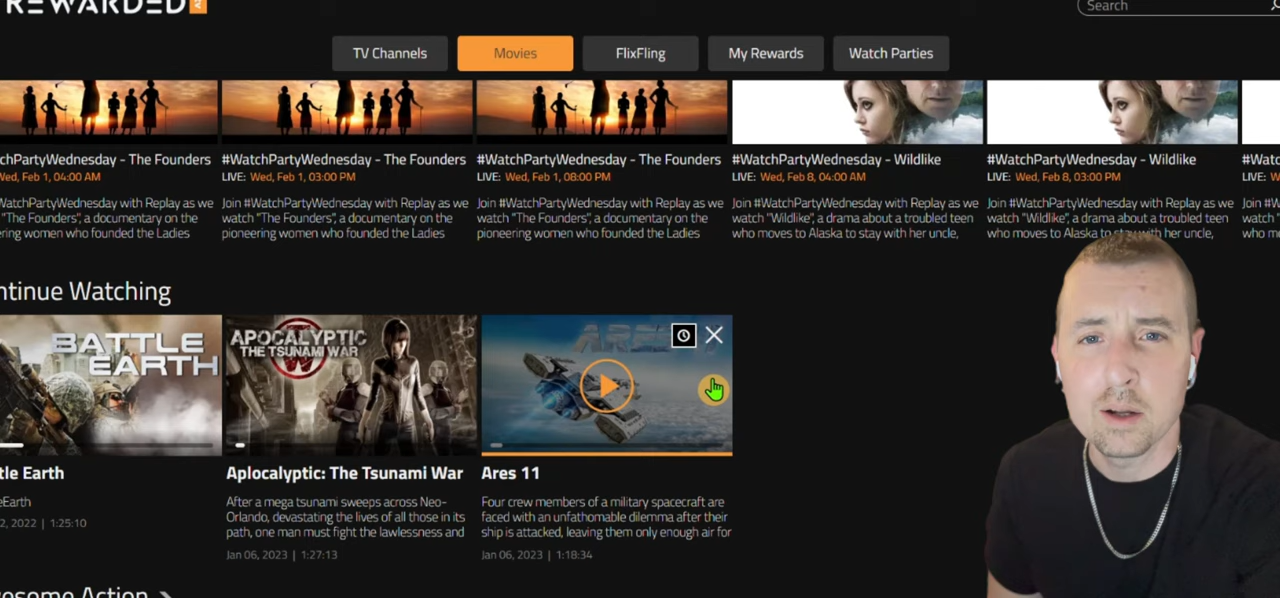 REWARDED
Search
TV Channels
Movies
FlixFling
My Rewards
Watch Parties
chPartyWednesday - The Founders
#WatchPartyWednesday - The Founders
#WatchPartyWednesday - The Founders
#WatchPartyWednesday - Wildlike
#WatchPartyWednesday - Wildlike
#Watc
Wed, Feb 1, 04:00 AM
LIVE: Wed, Feb 1, 03:00 PM
LIVE: Wed, Feb 1, 08:00 PM
LIVE: Wed, Feb 8, 04:00 AM
LIVE: Wed, Feb 8, 03:00 PM
LIVE: W
WatchPartyWednesday with Replay as we
"The Founders", a documentary on the
ering women who founded the Ladies
Join #WatchPartyWednesday with Replay as we
watch "The Founders", a documentary on the
pioneering women who founded the Ladies
Join #WatchPartyWednesday with Replay as we
watch "The Founders", a documentary on the
pioneering women who founded the Ladies
Join #WatchPartyWednesday with Replay as we
watch "Wildlike", a drama about a troubled teen
who moves to Alaska to stay with her uncle,
Join #WatchPartyWednesday with Replay as we
watch "Wildlike", a drama about a troubled teen
who moves to Alaska to stay with her uncle,
Join #W
watch "
who m
ntinue Watching
BATTLE
EARTH
APOCALYPTIC
THE TSUNAMI WAR
ARES
tle Earth
Aplocalyptic: The Tsunami War
Ares 11
eEarth
2, 2022 | 1:25:10
After a mega tsunami sweeps across Neo-
Orlando, devastating the lives of all those in its
path, one man must fight the lawlessness and
Jan 06, 2023 | 1:27:13
Four crew members of a military spacecraft are
faced with an unfathomable dilemma after their
ship is attacked, leaving them only enough air for
Jan 06, 2023 | 1:18:34
esome Action >